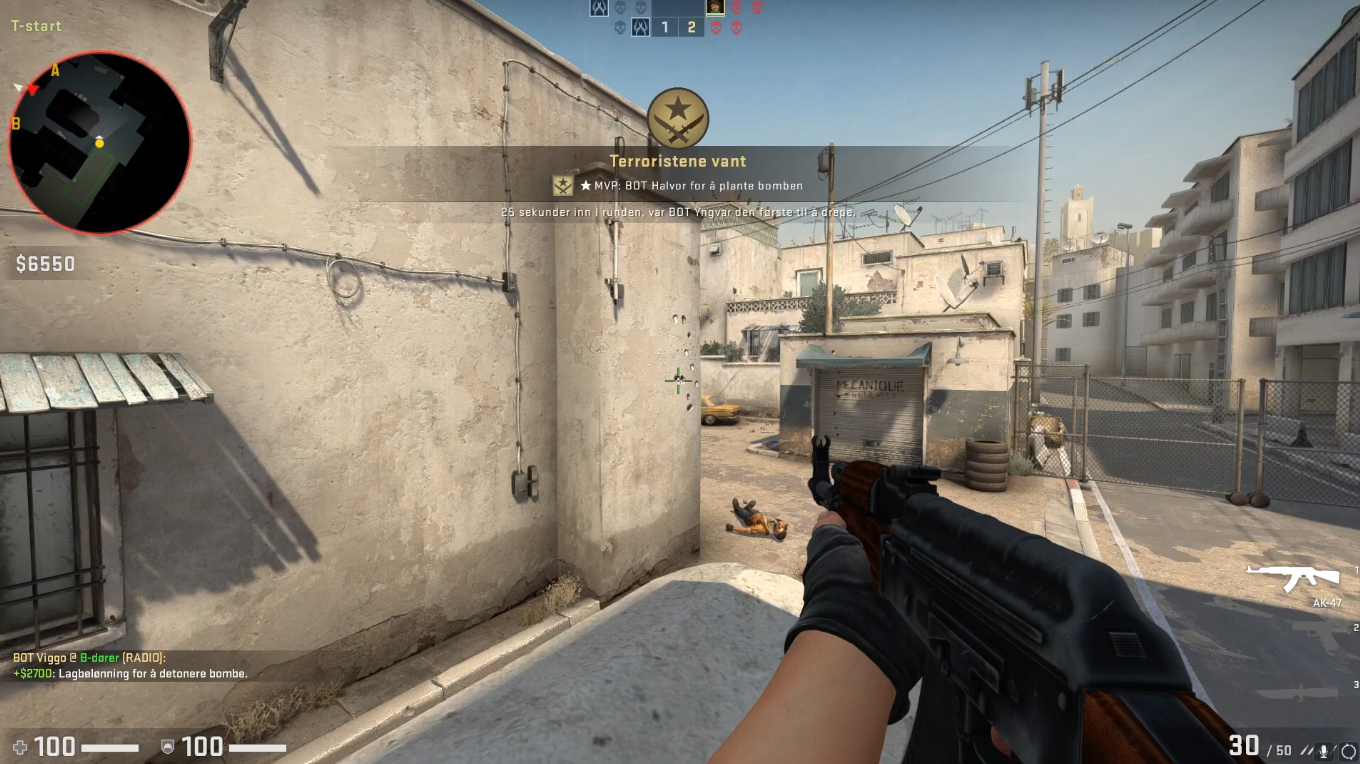 T-start
1 2
A
B
Terroristene vant
★ MVP: BOT Halvor for å plante bomben
25 sekunder inn i runden, var BOT Yngvar den første til å drepe.
$6550
MECANIQUE
1
AK-47
2
3
BOT Viggo @ B-dører (RADIO):
+$2700: Lagbelønning for å detonere bombe.
100 100
30 / 50